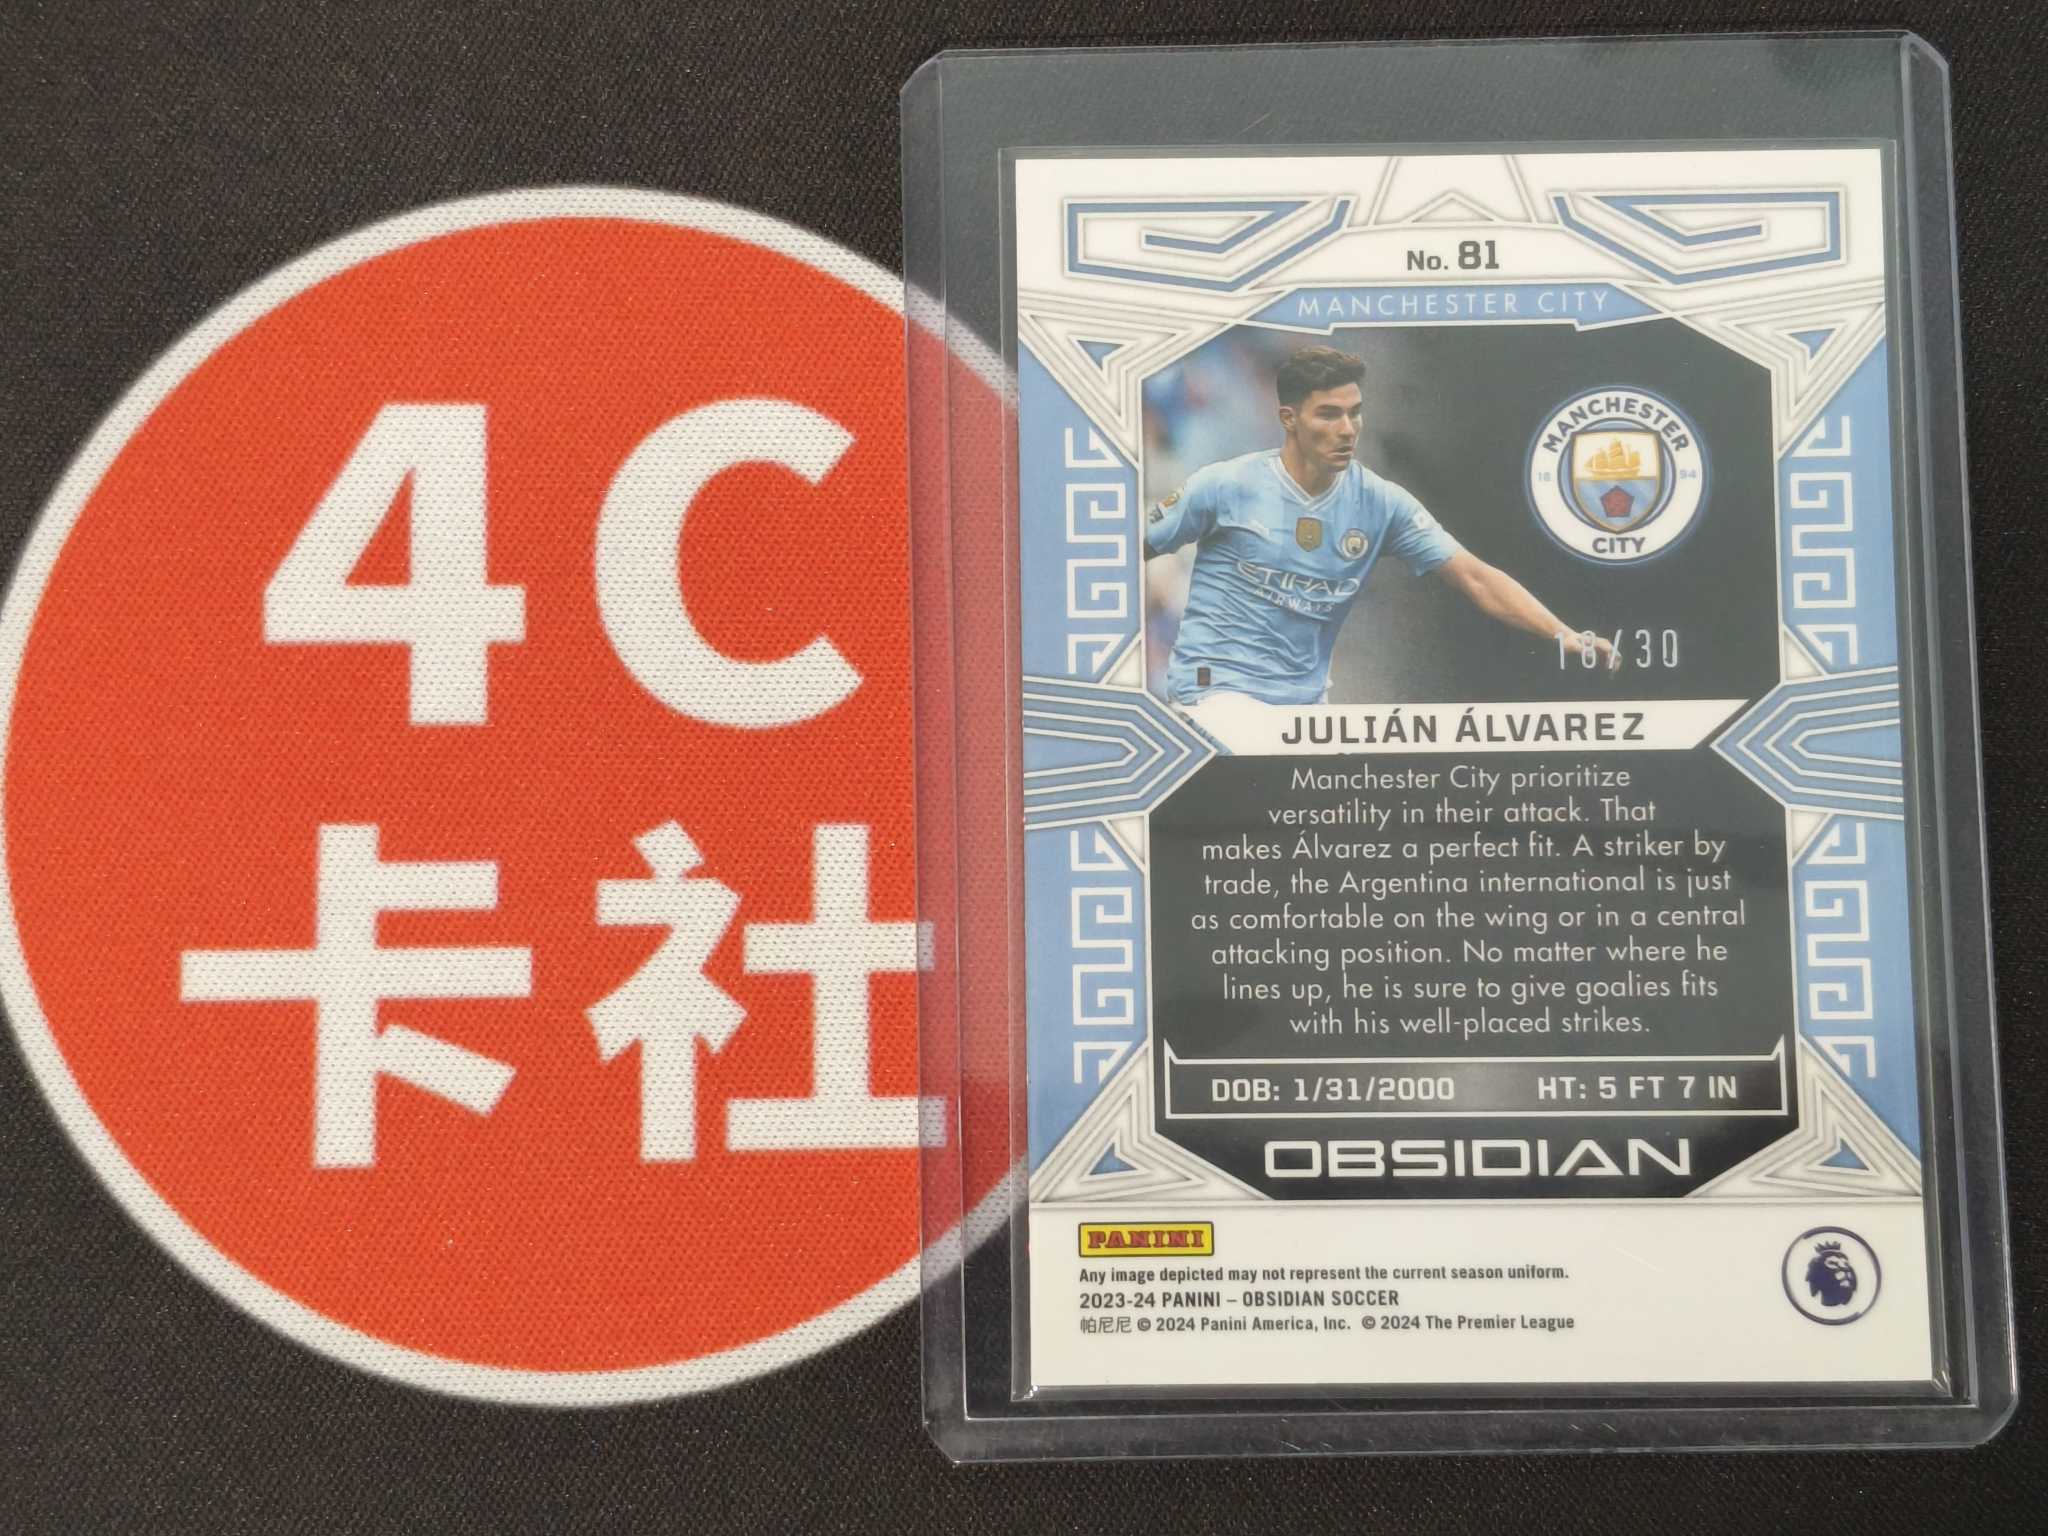 4C
卡社
No. 81
MANCHESTER CITY
MANCHESTER
18 94
CITY
ETIHAD
AIRWAYS
18/30
JULIÁN ÁLVAREZ
Manchester City prioritize
versatility in their attack. That
makes Álvarez a perfect fit. A striker by
trade, the Argentina international is just
as comfortable on the wing or in a central
attacking position. No matter where he
lines up, he is sure to give goalies fits
with his well-placed strikes.
DOB: 1/31/2000 HT: 5 FT 7 IN
OBSIDIAN
PANINI
Any image depicted may not represent the current season uniform.
2023-24 PANINI – OBSIDIAN SOCCER
帕尼尼 © 2024 Panini America, Inc. © 2024 The Premier League